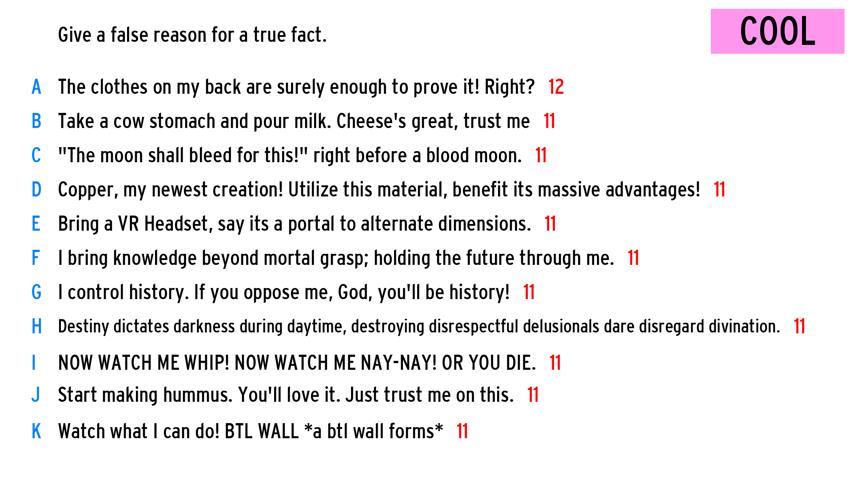 Give a false reason for a true fact.
COOL
A The clothes on my back are surely enough to prove it! Right? 12
B Take a cow stomach and pour milk. Cheese's great, trust me 11
C "The moon shall bleed for this!" right before a blood moon. 11
D Copper, my newest creation! Utilize this material, benefit its massive advantages! 11
E Bring a VR Headset, say its a portal to alternate dimensions. 11
F I bring knowledge beyond mortal grasp; holding the future through me. 11
G I control history. If you oppose me, God, you'll be history! 11
H Destiny dictates darkness during daytime, destroying disrespectful delusionals dare disregard divination. 11
I NOW WATCH ME WHIP! NOW WATCH ME NAY-NAY! OR YOU DIE. 11
J Start making hummus. You'll love it. Just trust me on this. 11
K Watch what I can do! BTL WALL *a btl wall forms* 11